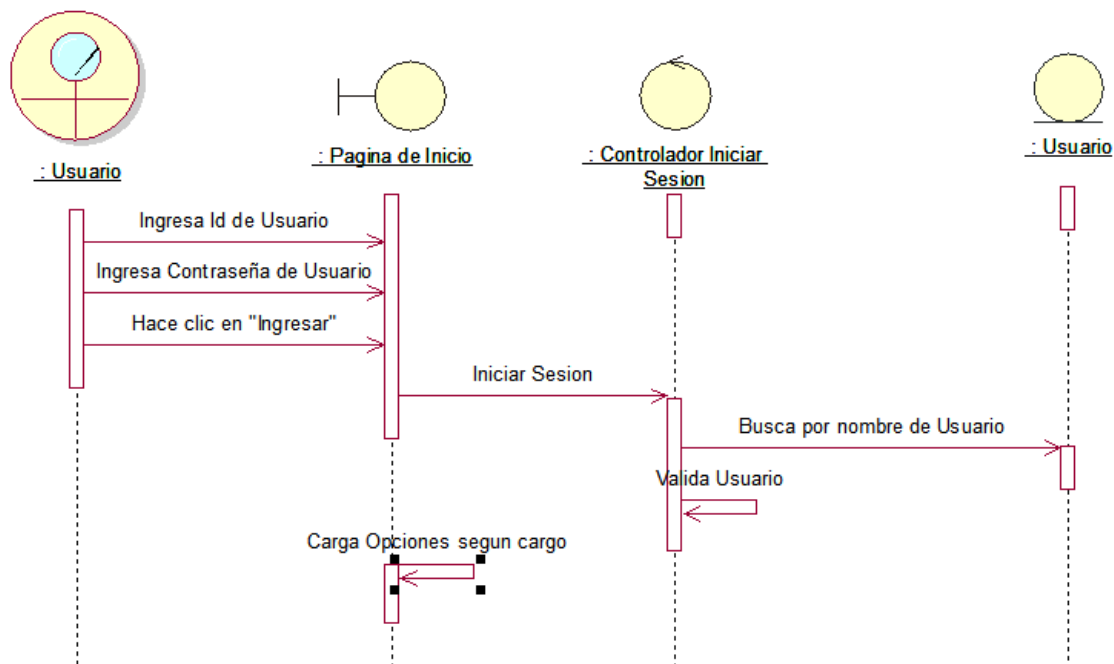 : Usuario
: Pagina de Inicio
: Controlador Iniciar
Sesion
: Usuario
Ingresa Id de Usuario
Ingresa Contraseña de Usuario
Hace clic en "Ingresar"
Iniciar Sesion
Busca por nombre de Usuario
Valida Usuario
Carga Opciones segun cargo